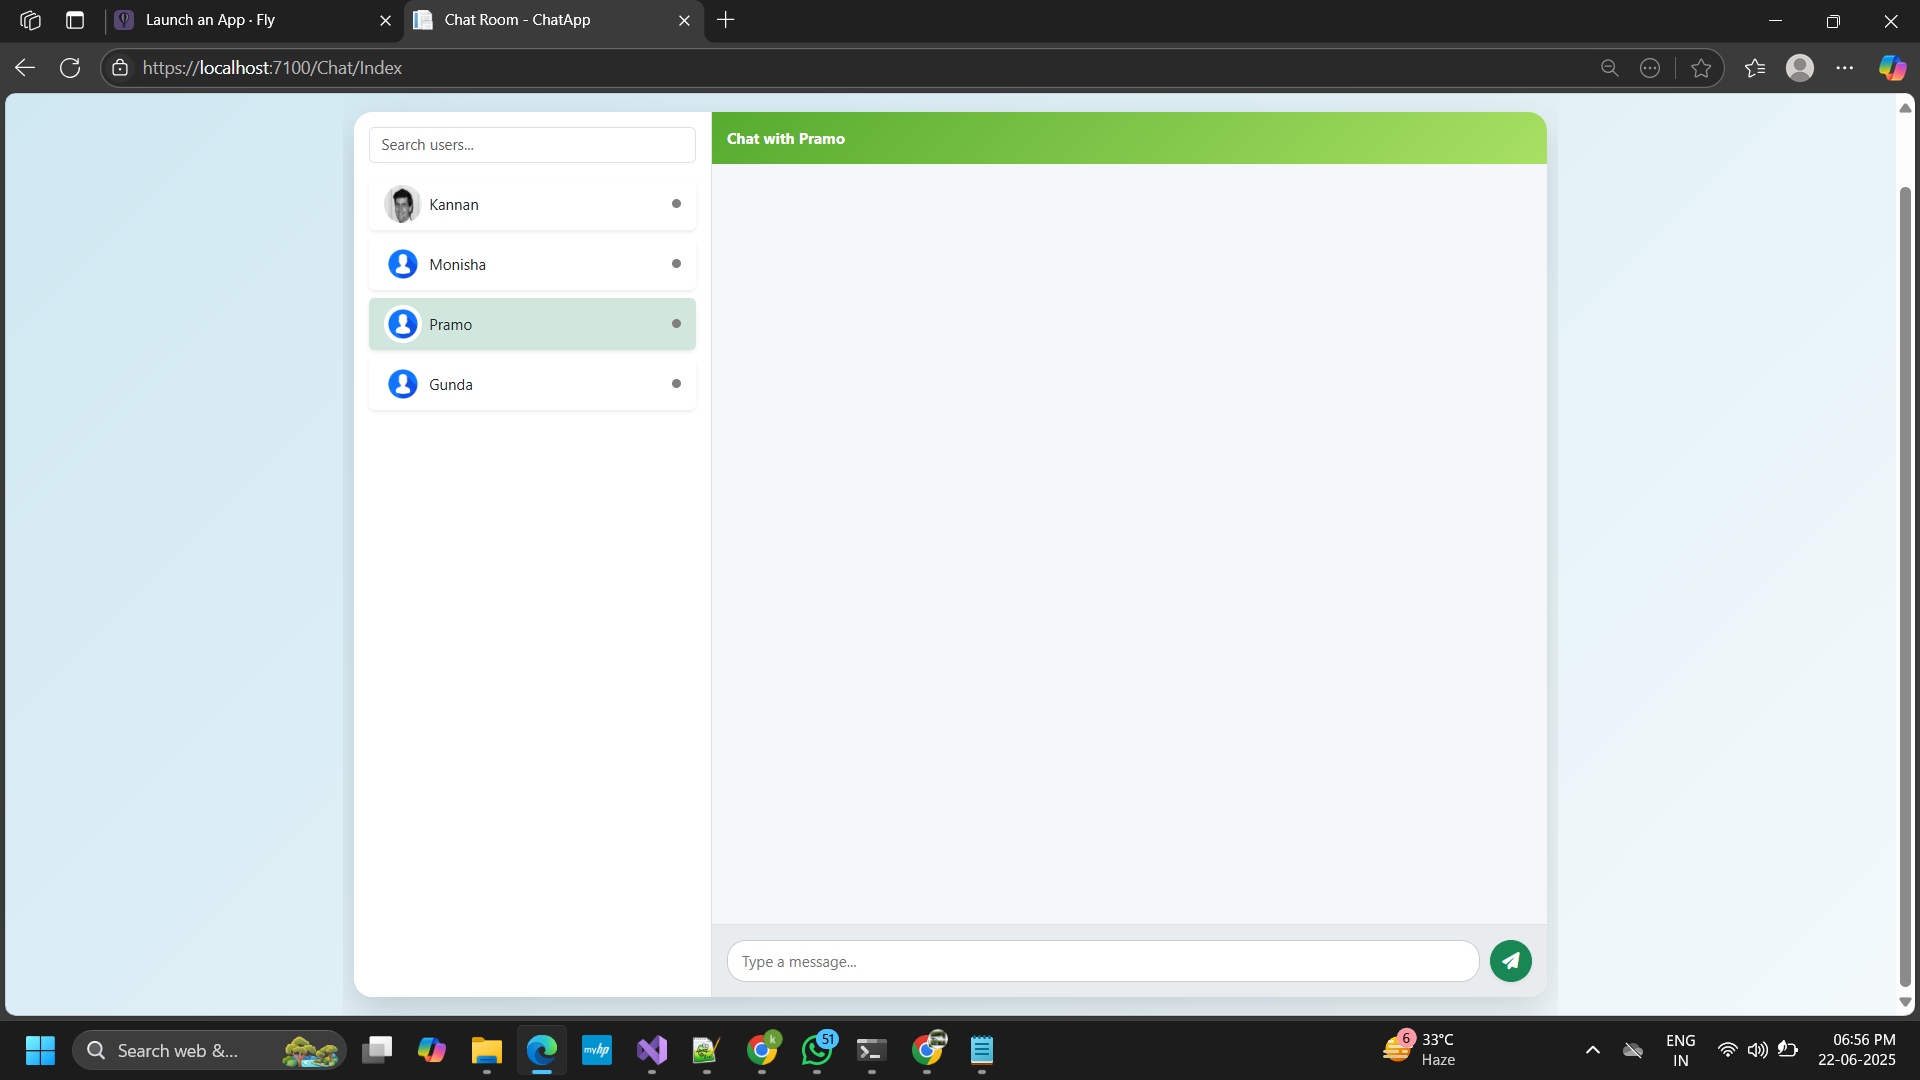 Launch an App · Fly
Chat Room - ChatApp
https://localhost:7100/Chat/Index
Search users...
Kannan
Monisha
Pramo
Gunda
Chat with Pramo
Type a message...
Search web &...
myhp
k
51
6
33°C
Haze
ENG
IN
06:56 PM
22-06-2025